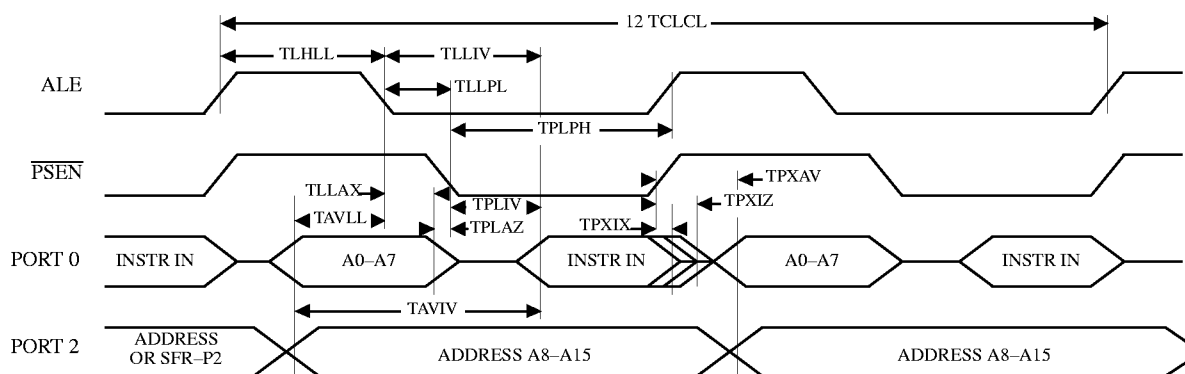 12 TCLCL
TLHLL
TLLIV
ALE
TLLPL
TPLPH
PSEN
TLLAX
TPXAV
TPLIV
TPXIZ
TAVLL
TPLAZ
TPXIX
PORT 0
INSTR IN
A0–A7
INSTR IN
A0–A7
INSTR IN
TAVIV
PORT 2
ADDRESS
OR SFR–P2
ADDRESS A8–A15
ADDRESS A8–A15